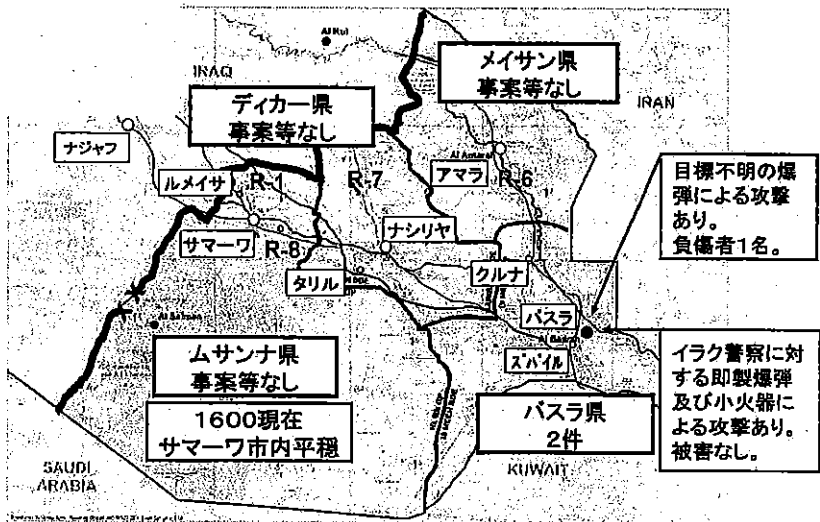 Al Kut
IRAQ
メイサン県
事案等なし
IRAN
ディカー県
事案等なし
ナジャフ
ルメイサ
R-1
R-7
Al Amara
アマラ
R-6
目標不明の爆
弾による攻撃
あり。
負傷者1名。
サマーワ
R-8
ナシリヤ
タリル
クルナ
バスラ
Al Salman
ズバイル
イラク警察に対
する即製爆弾
及び小火器に
よる攻撃あり。
被害なし。
ムサンナ県
事案等なし
1600現在
サマーワ市内平穏
バスラ県
2件
SAUDI
ARABIA
KUWAIT